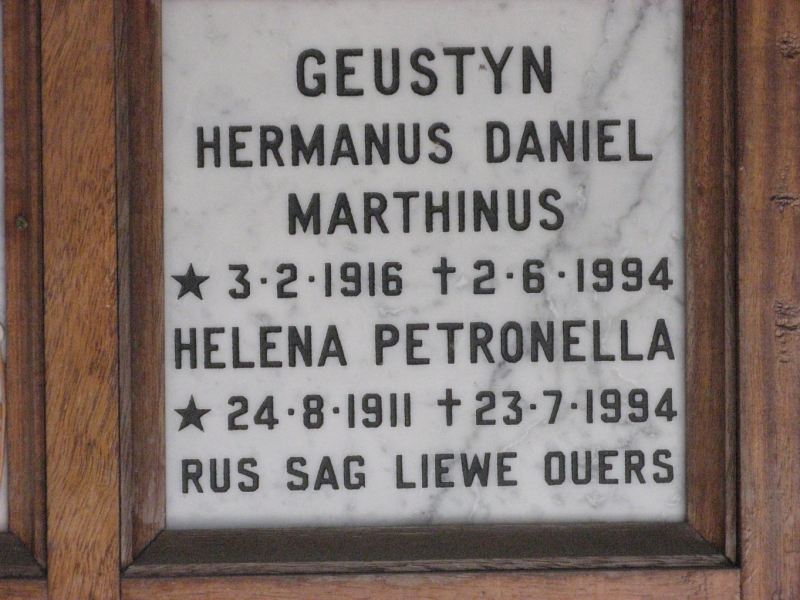 GEUSTYN
HERMANUS DANIEL
MARTHINUS
★ 3·2·1916 †2·6·1994
HELENA PETRONELLA
★ 24·8·1911 †23·7·1994
RUS SAG LIEWE OUERS